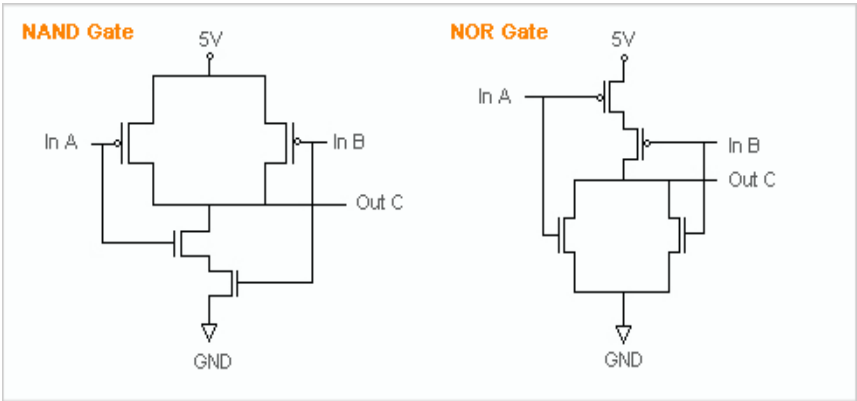 NAND Gate
5V
In A
In B
Out C
GND
NOR Gate
5V
In A
In B
Out C
GND